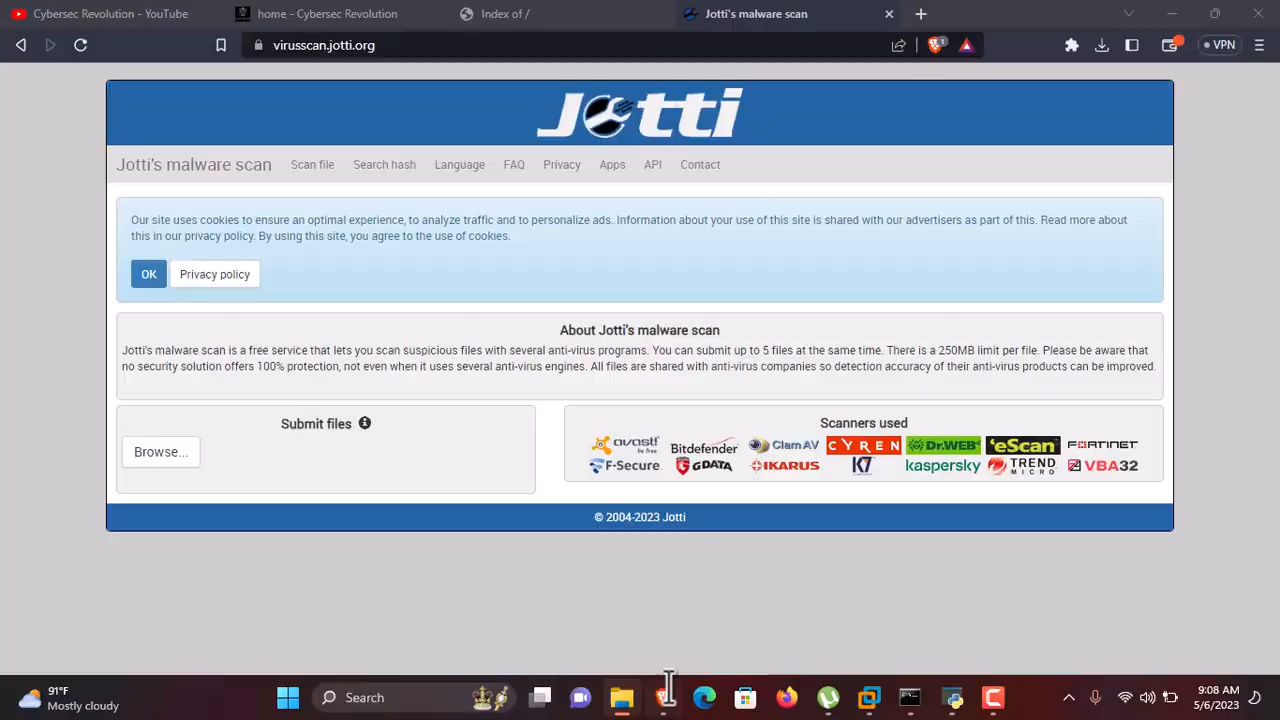 Cybersec Revolution - YouTube
home - Cybersec Revolution
Index of /
Jotti's malware scan
virusscan.jotti.org
1
VPN
Jotti
Jotti's malware scan Scan file Search hash Language FAQ Privacy Apps API Contact
Our site uses cookies to ensure an optimal experience, to analyze traffic and to personalize ads. Information about your use of this site is shared with our advertisers as part of this. Read more about
this in our privacy policy. By using this site, you agree to the use of cookies.
OK Privacy policy
About Jotti's malware scan
Jotti's malware scan is a free service that lets you scan suspicious files with several anti-virus programs. You can submit up to 5 files at the same time. There is a 250MB limit per file. Please be aware that
no security solution offers 100% protection, not even when it uses several anti-virus engines. All files are shared with anti-virus companies so detection accuracy of their anti-virus products can be improved.
Submit files
Browse...
Scanners used
avast! be free Bitdefender ClamAV CYREN Dr.WEB eScan FORTINET
F-Secure. G DATA IKARUS K7 kaspersky TREND MICRO VBA32
© 2004-2023 Jotti
91°F
Mostly cloudy
Search
9:08 AM
5/6/2023